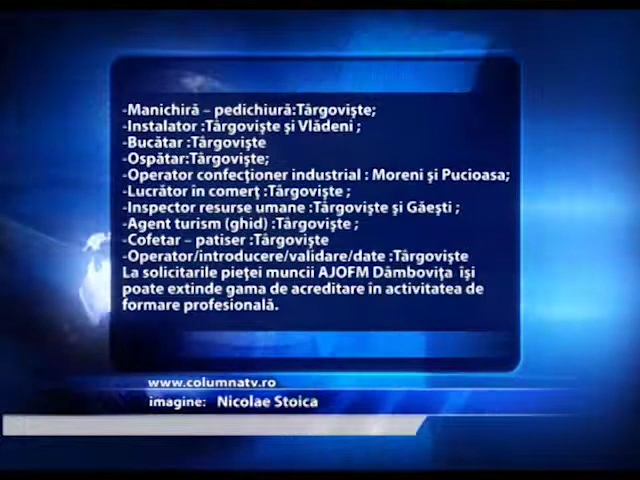 -Manichiră – pedichiură:Târgovişte;
-Instalator :Târgovişte şi Vlădeni ;
-Bucătar :Târgovişte
-Ospătar:Târgovişte;
-Operator confecţioner industrial : Moreni şi Pucioasa;
-Lucrător în comerţ :Târgovişte ;
-Inspector resurse umane :Târgovişte şi Găeşti ;
-Agent turism (ghid) :Târgovişte ;
-Cofetar – patiser :Târgovişte
-Operator/introducere/validare/date :Târgovişte
La solicitarile pieţei muncii AJOFM Dâmboviţa îşi
poate extinde gama de acreditare în activitatea de
formare profesională.
www.columnatv.ro
imagine: Nicolae Stoica